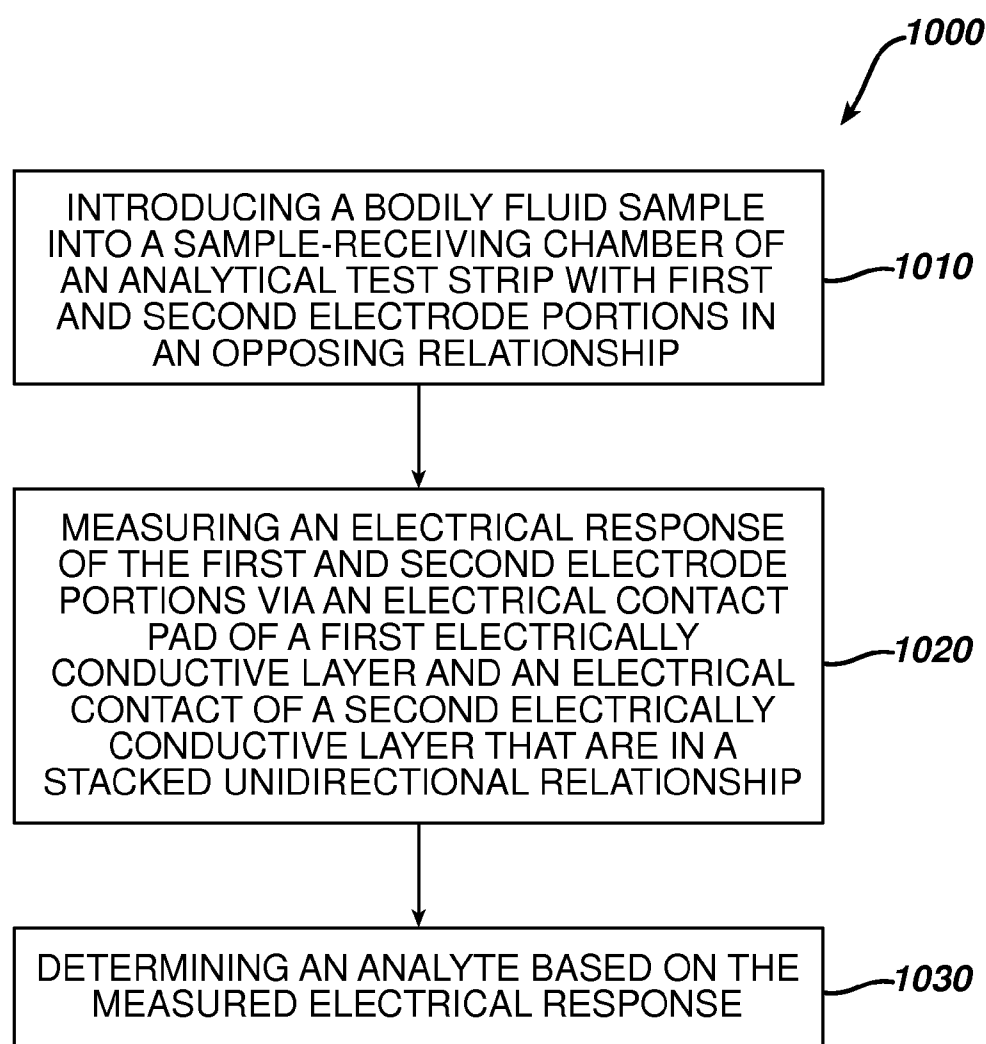 1000
INTRODUCING A BODILY FLUID SAMPLE
INTO A SAMPLE-RECEIVING CHAMBER OF
AN ANALYTICAL TEST STRIP WITH FIRST
AND SECOND ELECTRODE PORTIONS IN
AN OPPOSING RELATIONSHIP
1010
MEASURING AN ELECTRICAL RESPONSE
OF THE FIRST AND SECOND ELECTRODE
PORTIONS VIA AN ELECTRICAL CONTACT
PAD OF A FIRST ELECTRICALLY
CONDUCTIVE LAYER AND AN ELECTRICAL
CONTACT OF A SECOND ELECTRICALLY
CONDUCTIVE LAYER THAT ARE IN A
STACKED UNIDIRECTIONAL RELATIONSHIP
1020
DETERMINING AN ANALYTE BASED ON THE
MEASURED ELECTRICAL RESPONSE
1030